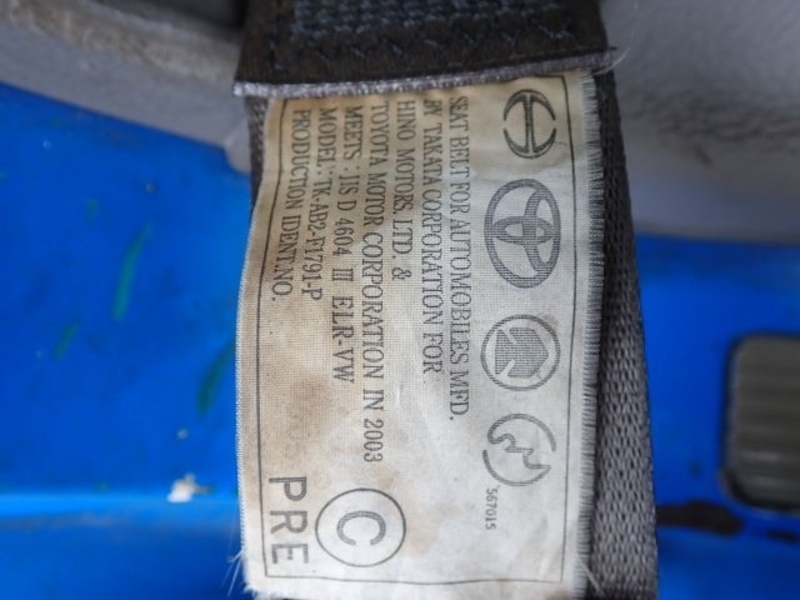 SEAT BELT FOR AUTOMOBILES MFD.
BY TAKATA CORPORATION FOR
HINO MOTORS. LTD. &
TOYOTA MOTOR CORPORATION IN 2003
MEETS : JIS D 4604 III ELR-VW
MODEL : TK-AB2-F1791-P
PRODUCTION IDENT.NO.
567015
C
PRE